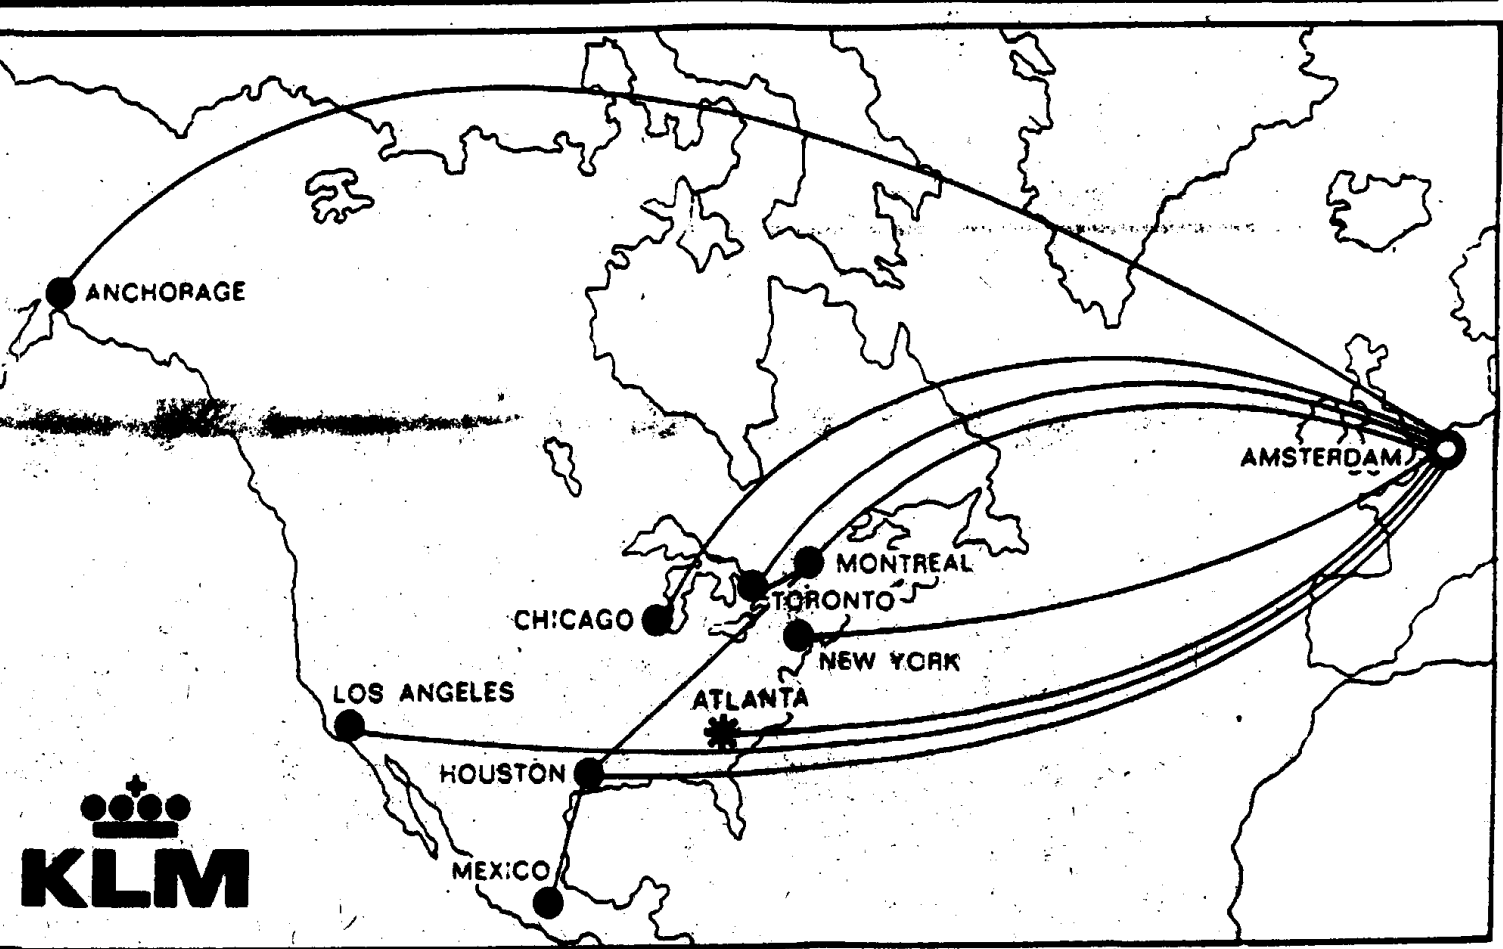 ANCHORAGE
AMSTERDAM
MONTREAL
TORONTO
CHICAGO
NEW YORK
LOS ANGELES
ATLANTA
HOUSTON
MEXICO
KLM